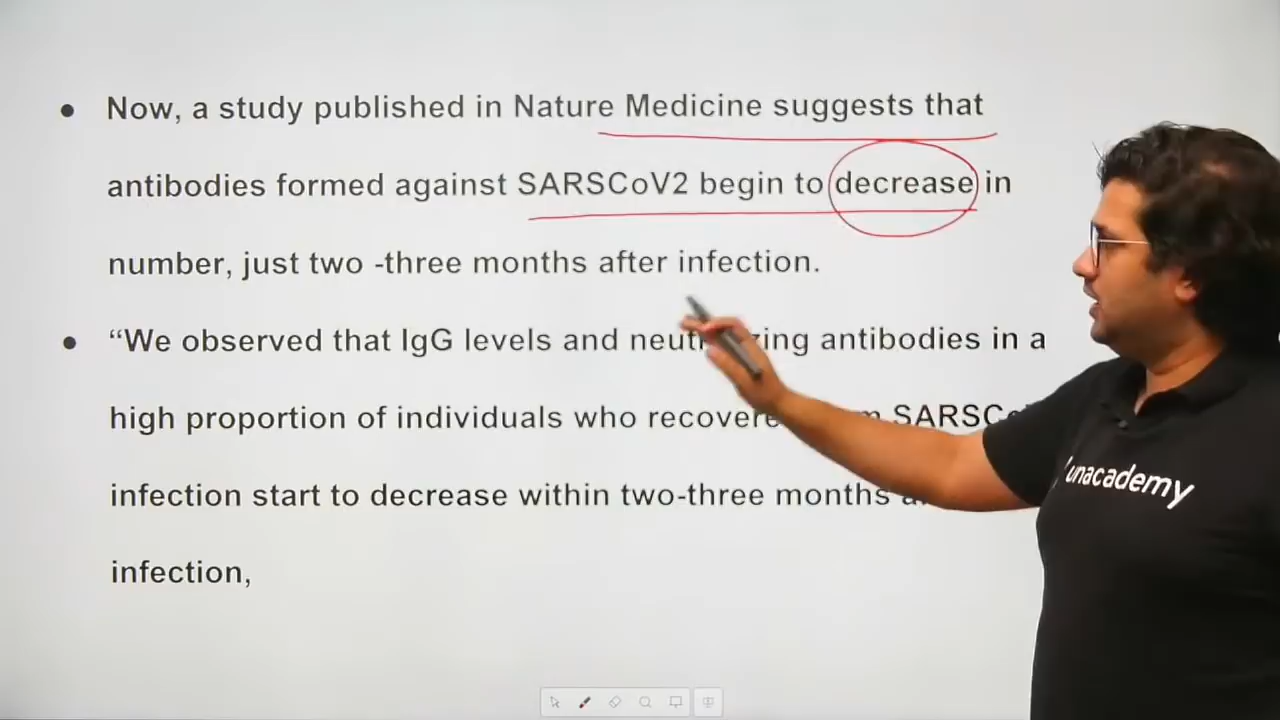 ● Now, a study published in Nature Medicine suggests that
antibodies formed against SARSCoV2 begin to decrease in
number, just two -three months after infection.
● “We observed that IgG levels and antibodies in a
high proportion of individuals who
infection start to decrease within two-three months
infection,
unacademy